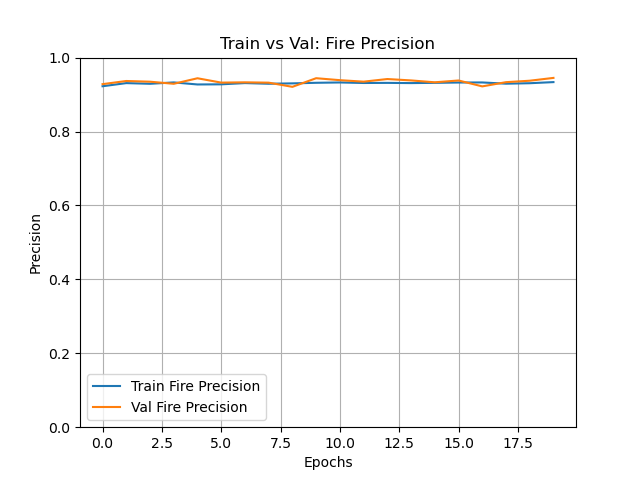 Train vs Val: Fire Precision
1.0
0.8
0.6
0.4
0.2
0.0
Precision
Train Fire Precision
Val Fire Precision
0.0 2.5 5.0 7.5 10.0 12.5 15.0 17.5
Epochs